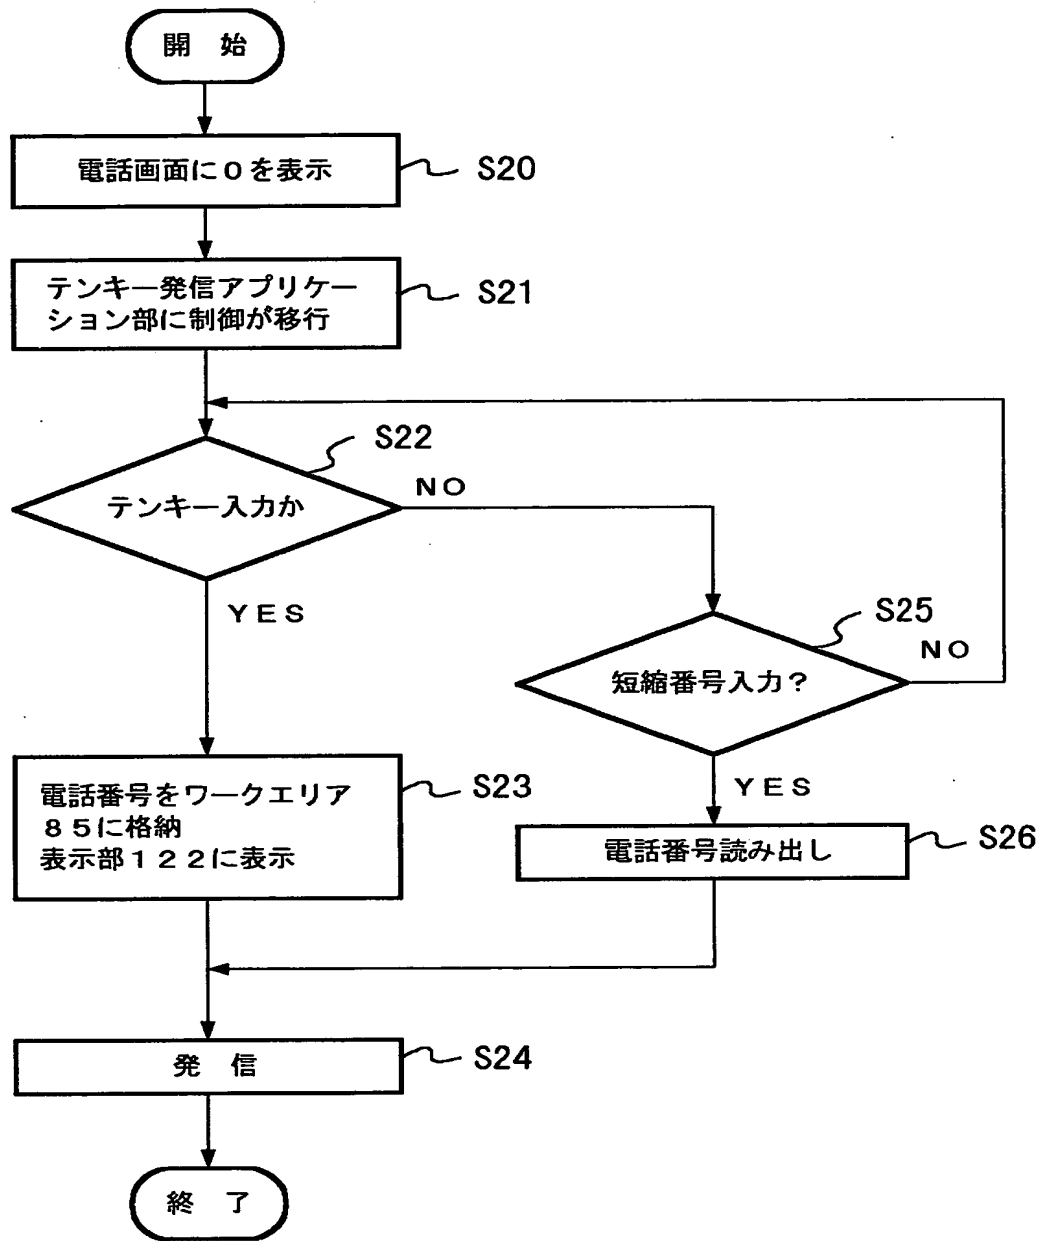 開　始
電話画面に０を表示
S20
テンキー発信アプリケー
ション部に制御が移行
S21
S22
テンキー入力か
ＮＯ
ＹＥＳ
S25
ＮＯ
短縮番号入力？
電話番号をワークエリア
８５に格納
表示部１２２に表示
S23
ＹＥＳ
電話番号読み出し
S26
発　信
S24
終　了